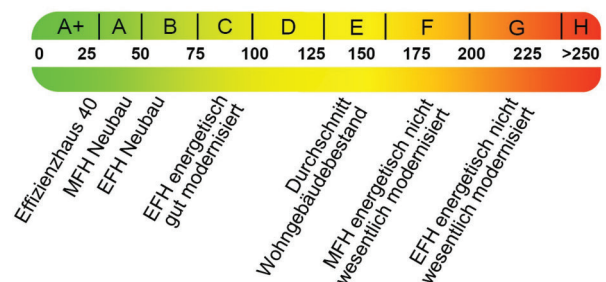 A+ A B C D E F G H
0 25 50 75 100 125 150 175 200 225 >250
Effizienzhaus 40
MFH Neubau
EFH Neubau
EFH energetisch
gut modernisiert
Durchschnitt
Wohngebäudebestand
MFH energetisch nicht
wesentlich modernisiert
EFH energetisch nicht
wesentlich modernisiert